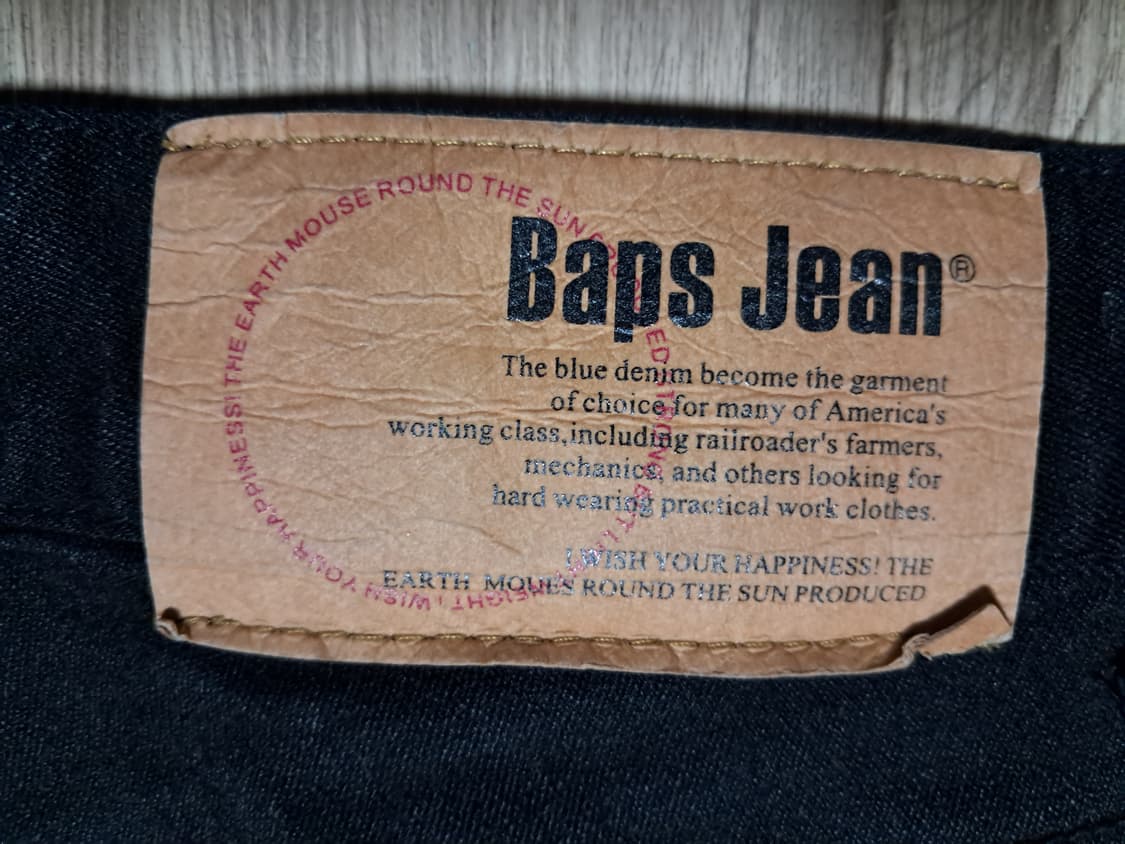 Baps Jean®
The blue denim become the garment
of choice for many of America's
working class,including raiiroader's farmers,
mechanics, and others looking for
hard wearing practical work clothes.
I WISH YOUR HAPPINESS! THE
EARTH MOUES ROUND THE SUN PRODUCED
I WISH YOUR HAPPINESS! THE EARTH MOUSE ROUND THE SUN